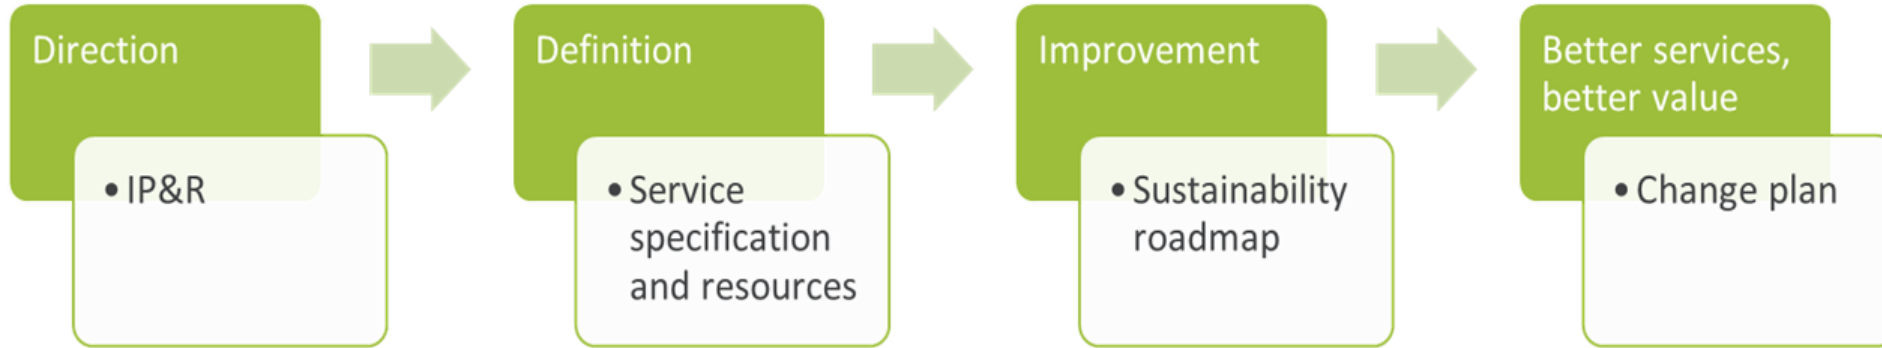 Direction
• IP&R
Definition
• Service
specification
and resources
Improvement
• Sustainability
roadmap
Better services,
better value
• Change plan